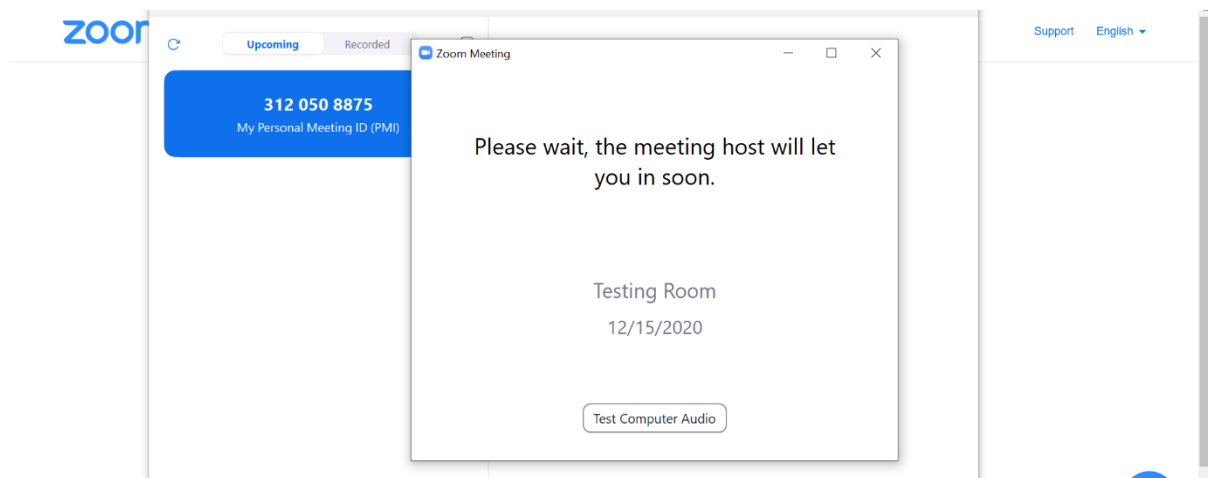 zoom
Support English
Upcoming Recorded
312 050 8875
My Personal Meeting ID (PMI)
Zoom Meeting
Please wait, the meeting host will let
you in soon.
Testing Room
12/15/2020
Test Computer Audio